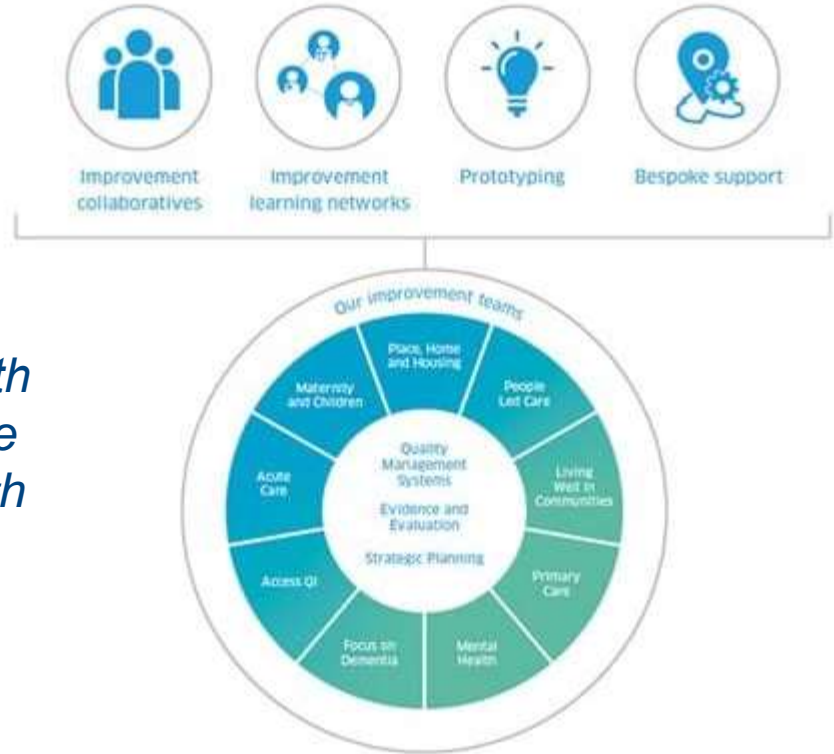 Improvement
collaboratives
Improvement
learning networks
Prototyping
Bespoke support
Our improvement teams
Place, Home
and Housing
People
Led Care
Living
Well in
Communities
Primary
Care
Mental
Health
Focus on
Dementia
Access QI
Acute
Care
Maternity
and Children
Quality
Management
Systems
Evidence and
Evaluation
Strategic Planning
th
e
th